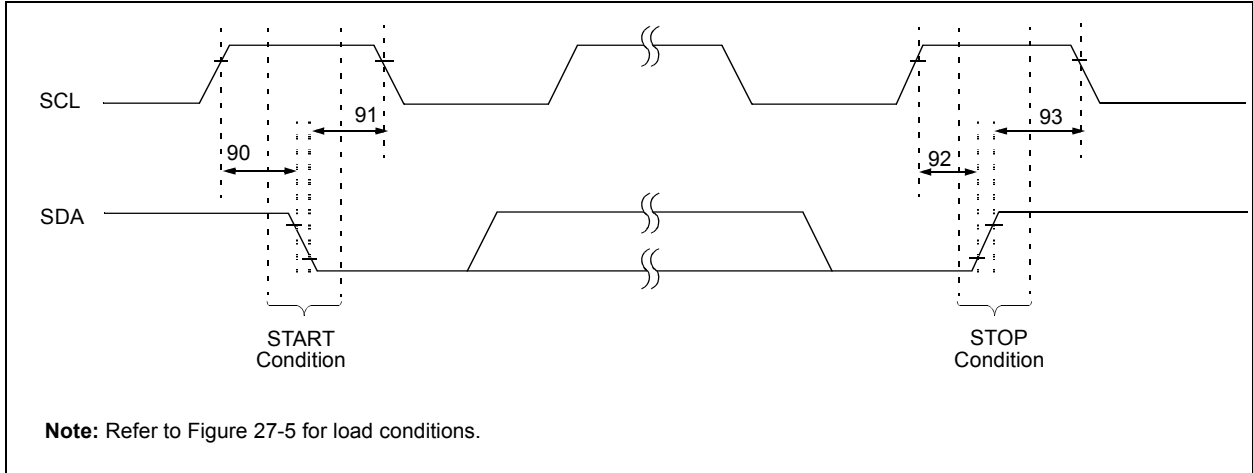 SCL
91
93
90
92
SDA
START
Condition
STOP
Condition
Note: Refer to Figure 27-5 for load conditions.